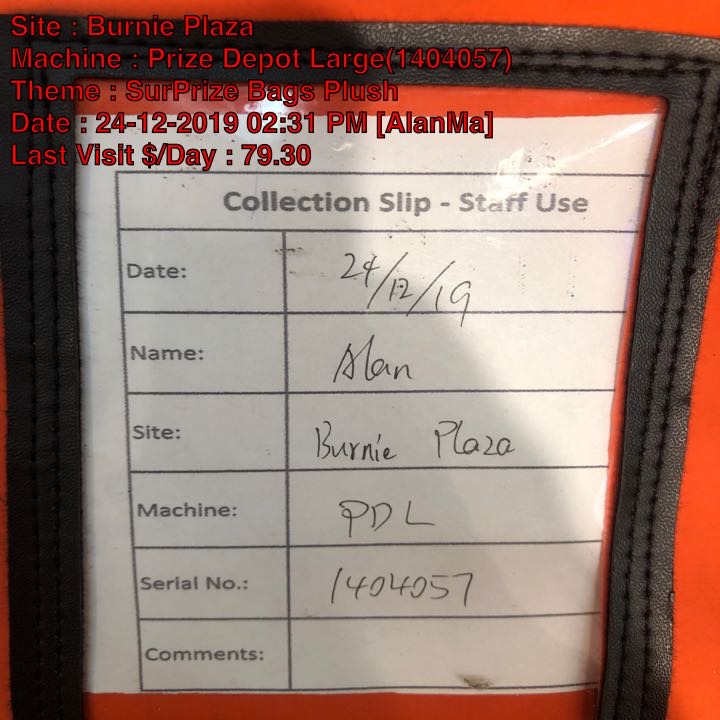 Site : Burnie Plaza
Machine : Prize Depot Large(1404057)
Theme : SurPrize Bags Plush
Date : 24-12-2019 02:31 PM [AlanMa]
Last Visit $/Day : 79.30
Collection Slip - Staff Use
Date: 24/12/19
Name: Alan
Site: Burnie Plaza
Machine: PDL
Serial No.: 1404057
Comments: